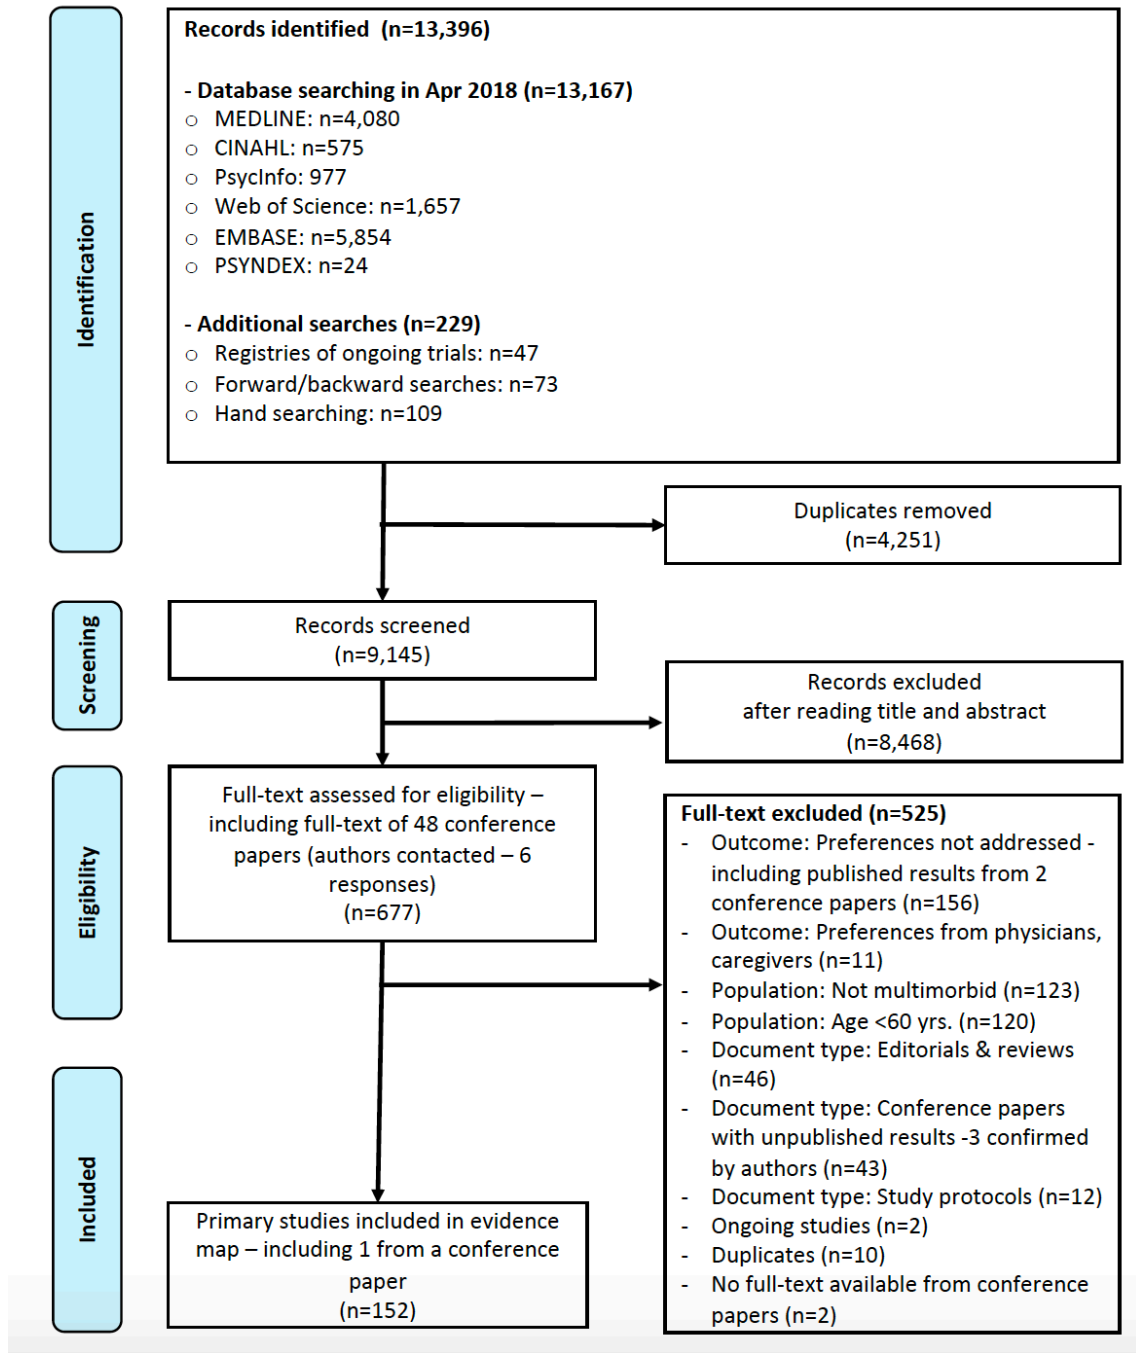 Identification
Records identified  (n=13,396)
- Database searching in Apr 2018 (n=13,167)
o MEDLINE: n=4,080
o CINAHL: n=575
o PsycInfo: 977
o Web of Science: n=1,657
o EMBASE: n=5,854
o PSYNDEX: n=24
- Additional searches (n=229)
o Registries of ongoing trials: n=47
o Forward/backward searches: n=73
o Hand searching: n=109
Duplicates removed
(n=4,251)
Screening
Records screened
(n=9,145)
Records excluded
after reading title and abstract
(n=8,468)
Eligibility
Full-text assessed for eligibility –
including full-text of 48 conference
papers (authors contacted – 6
responses)
(n=677)
Full-text excluded (n=525)
- Outcome: Preferences not addressed -
including published results from 2
conference papers (n=156)
- Outcome: Preferences from physicians,
caregivers (n=11)
- Population: Not multimorbid (n=123)
- Population: Age <60 yrs. (n=120)
- Document type: Editorials & reviews
(n=46)
- Document type: Conference papers
with unpublished results -3 confirmed
by authors (n=43)
- Document type: Study protocols (n=12)
- Ongoing studies (n=2)
- Duplicates (n=10)
- No full-text available from conference
papers (n=2)
Included
Primary studies included in evidence
map – including 1 from a conference
paper
(n=152)